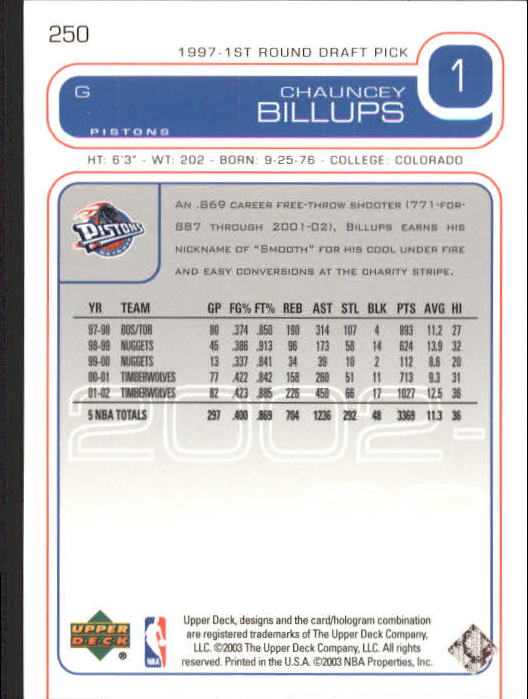 250
1997-1ST ROUND DRAFT PICK
1
G
CHAUNCEY
BILLUPS
PISTONS
HT: 6'3" - WT: 202 - BORN: 9-25-76 - COLLEGE: COLORADO
PISTONS
DETROIT
AN .869 CAREER FREE-THROW SHOOTER (771-FOR-
887 THROUGH 2001-02), BILLUPS EARNS HIS
NICKNAME OF "SMOOTH" FOR HIS COOL UNDER FIRE
AND EASY CONVERSIONS AT THE CHARITY STRIPE.
YR TEAM GP FG% FT% REB AST STL BLK PTS AVG HI
97-98 BOS/TOR 80 .374 .850 190 314 107 4 893 11.2 27
98-99 NUGGETS 45 .386 .913 96 173 58 14 624 13.9 32
99-00 NUGGETS 13 .337 .841 34 39 10 2 112 8.6 20
00-01 TIMBERWOLVES 77 .422 .842 158 260 51 11 713 9.3 31
01-02 TIMBERWOLVES 82 .423 .885 226 450 66 17 1027 12.5 36
5 NBA TOTALS 297 .400 .869 704 1236 292 48 3369 11.3 36
2002-
UPPER
DECK
®
NBA
Upper Deck, designs and the card/hologram combination
are registered trademarks of The Upper Deck Company,
LLC. ©2003 The Upper Deck Company, LLC. All rights
reserved. Printed in the U.S.A. ©2003 NBA Properties, Inc.